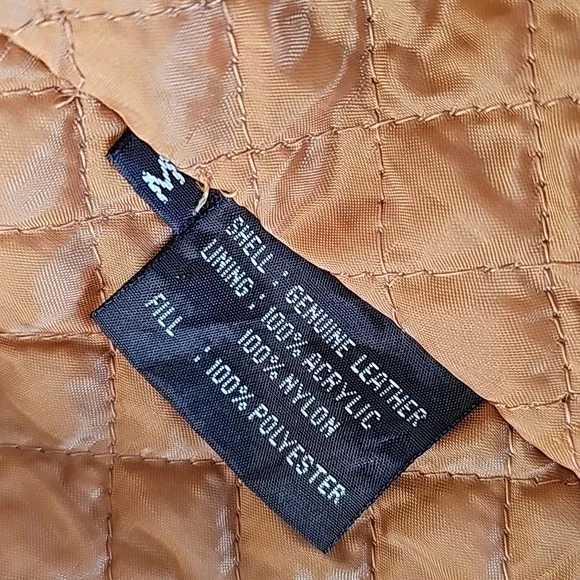 M
SHELL : GENUINE LEATHER
LINING : 100% ACRYLIC
100% NYLON
FILL : 100% POLYESTER